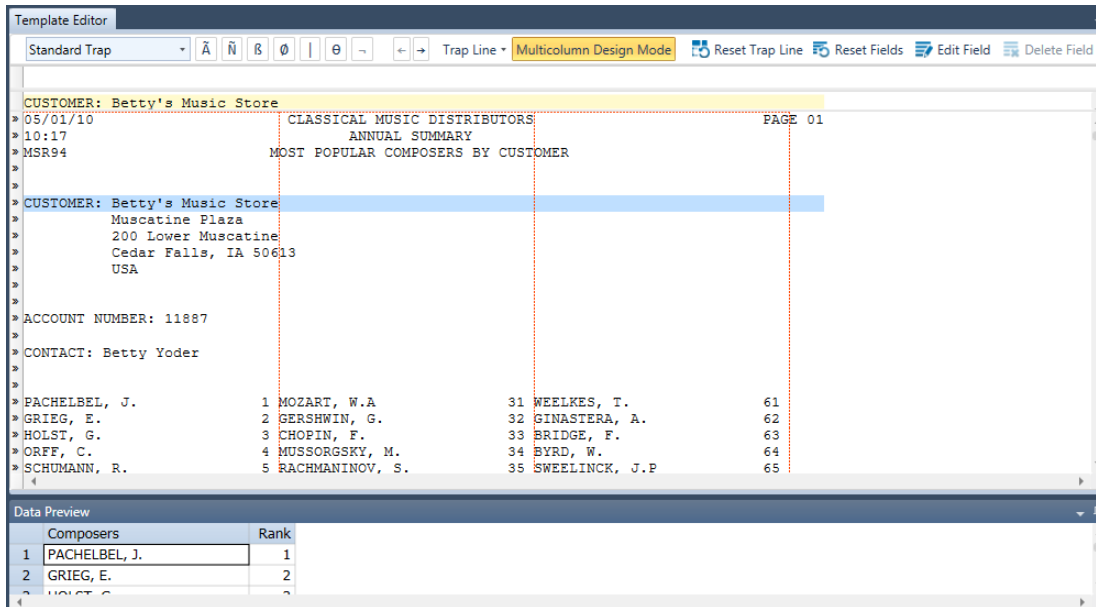 Template Editor
Standard Trap Ã Ñ ß Ø | θ ¬ ← → Trap Line Multicolumn Design Mode Reset Trap Line Reset Fields Edit Field Delete Field
CUSTOMER: Betty's Music Store
05/01/10 CLASSICAL MUSIC DISTRIBUTORS PAGE 01
10:17 ANNUAL SUMMARY
MSR94 MOST POPULAR COMPOSERS BY CUSTOMER
CUSTOMER: Betty's Music Store
Muscatine Plaza
200 Lower Muscatine
Cedar Falls, IA 50613
USA
ACCOUNT NUMBER: 11887
CONTACT: Betty Yoder
PACHELBEL, J. 1 MOZART, W.A 31 WEELKES, T. 61
GRIEG, E. 2 GERSHWIN, G. 32 GINASTERA, A. 62
HOLST, G. 3 CHOPIN, F. 33 BRIDGE, F. 63
ORFF, C. 4 MUSSORGSKY, M. 34 BYRD, W. 64
SCHUMANN, R. 5 RACHMANINOV, S. 35 SWEELINCK, J.P 65
Data Preview
Composers Rank
1 PACHELBEL, J. 1
2 GRIEG, E. 2